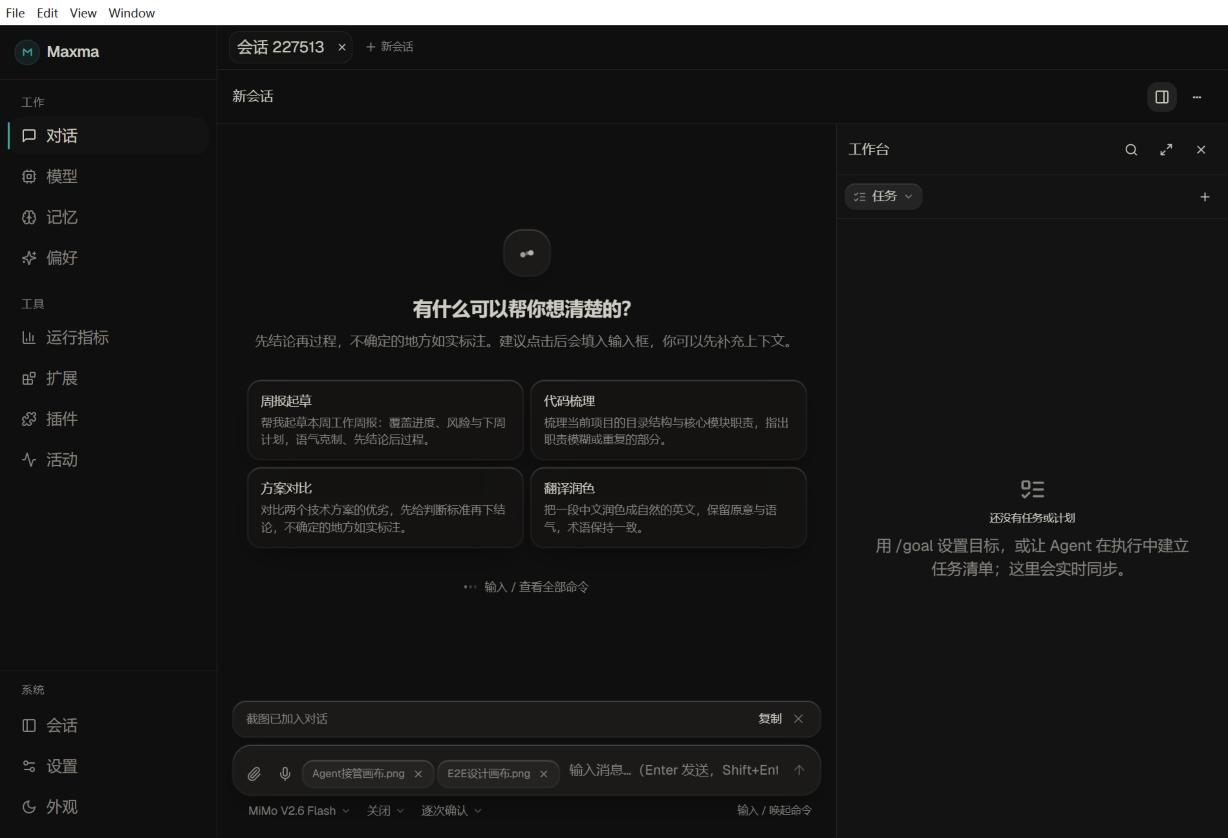 File Edit View Window
M Maxma
工作
对话
模型
记忆
偏好
工具
运行指标
扩展
插件
活动
系统
会话
设置
外观
会话 227513 × + 新会话
新会话
有什么可以帮你想清楚的?
先结论再过程，不确定的地方如实标注。建议点击后会填入输入框，你可以先补充上下文。
周报起草
帮我起草本周工作周报：覆盖进度、风险与下周
计划，语气克制、先结论后过程。
代码梳理
梳理当前项目的目录结构与核心模块职责，指出
职责模糊或重复的部分。
方案对比
对比两个技术方案的优劣，先给判断标准再下结
论，不确定的地方如实标注。
翻译润色
把一段中文润色成自然的英文，保留原意与语
气，术语保持一致。
输入 / 查看全部命令
截图已加入对话 复制
Agent接管画布.png × E2E设计画布.png × 输入消息... （Enter 发送，Shift+Ent
MiMo V2.6 Flash 关闭 逐次确认 输入 / 唤起命令
工作台
任务
还没有任务或计划
用 /goal 设置目标，或让 Agent 在执行中建立
任务清单；这里会实时同步。